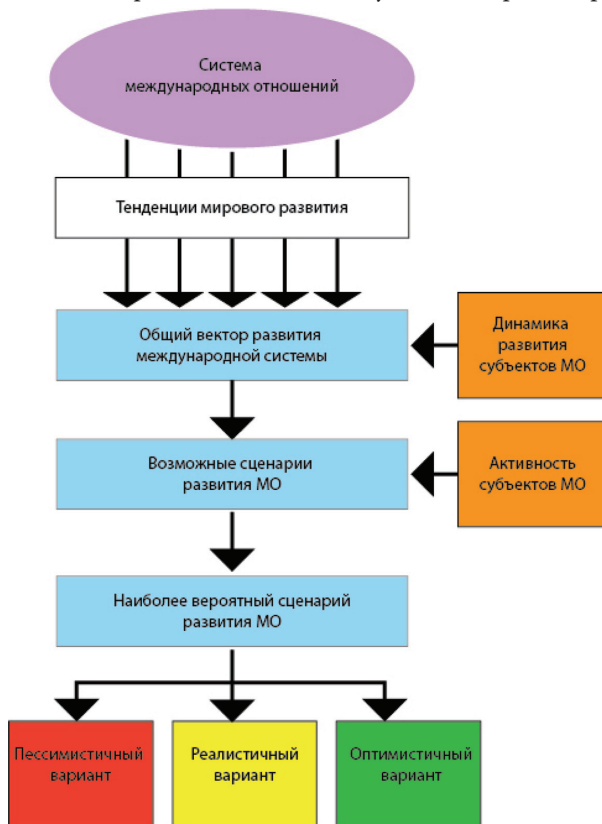 Система
международных отношений
Тенденции мирового развития
Общий вектор развития
международной системы
Динамика
развития
субъектов МО
Возможные сценарии
развития МО
Активность
субъектов МО
Наиболее вероятный сценарий
развития МО
Пессимистичный
вариант
Реалистичный
вариант
Оптимистичный
вариант